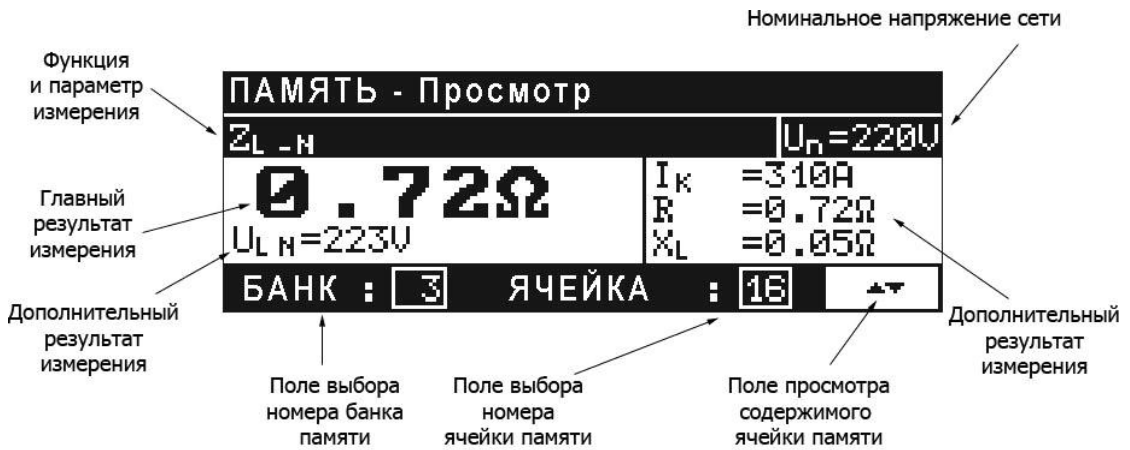 Номинальное напряжение сети
Функция
и параметр
измерения
ПАМЯТЬ - Просмотр
ZL-N
Un=220V
Главный
результат
измерения
0.72Ω
IK =310A
R =0.72Ω
XL =0.05Ω
UL N=223V
БАНК : 3 ЯЧЕЙКА : 16
Дополнительный
результат
измерения
Дополнительный
результат
измерения
Поле выбора
номера банка
памяти
Поле выбора
номера
ячейки памяти
Поле просмотра
содержимого
ячейки памяти